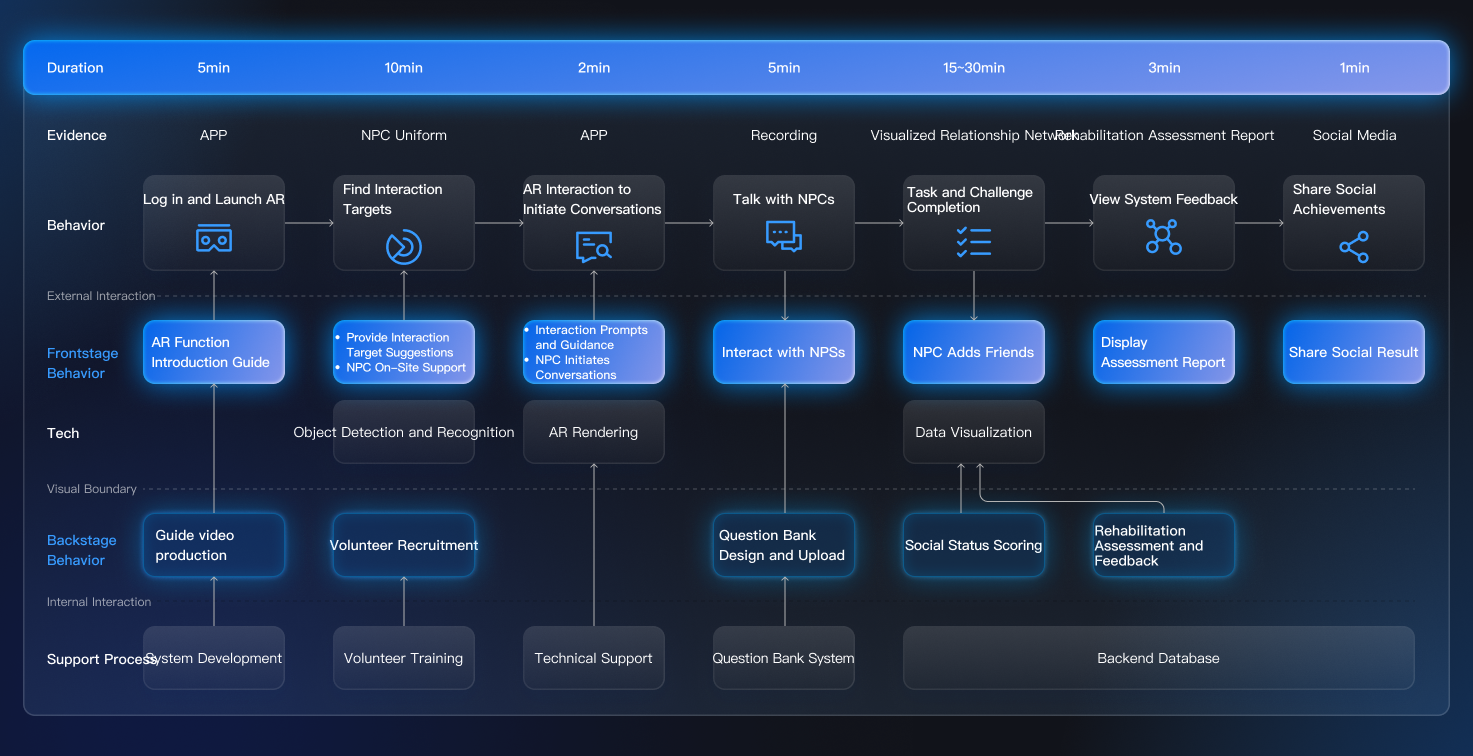 Duration 5min 10min 2min 5min 15~30min 3min 1min
Evidence APP NPC Uniform APP Recording Visualized Relationship Network Rehabilitation Assessment Report Social Media
Behavior
Log in and Launch AR
Find Interaction
Targets
AR Interaction to
Initiate Conversations
Talk with NPCs
Task and Challenge
Completion
View System Feedback
Share Social
Achievements
External Interaction
Frontstage
Behavior
AR Function
Introduction Guide
• Provide Interaction
Target Suggestions
• NPC On-Site Support
• Interaction Prompts
and Guidance
• NPC Initiates
Conversations
Interact with NPSs
NPC Adds Friends
Display
Assessment Report
Share Social Result
Tech
Object Detection and Recognition
AR Rendering
Data Visualization
Visual Boundary
Backstage
Behavior
Guide video
production
Volunteer Recruitment
Question Bank
Design and Upload
Social Status Scoring
Rehabilitation
Assessment and
Feedback
Internal Interaction
Support Process
System Development
Volunteer Training
Technical Support
Question Bank System
Backend Database